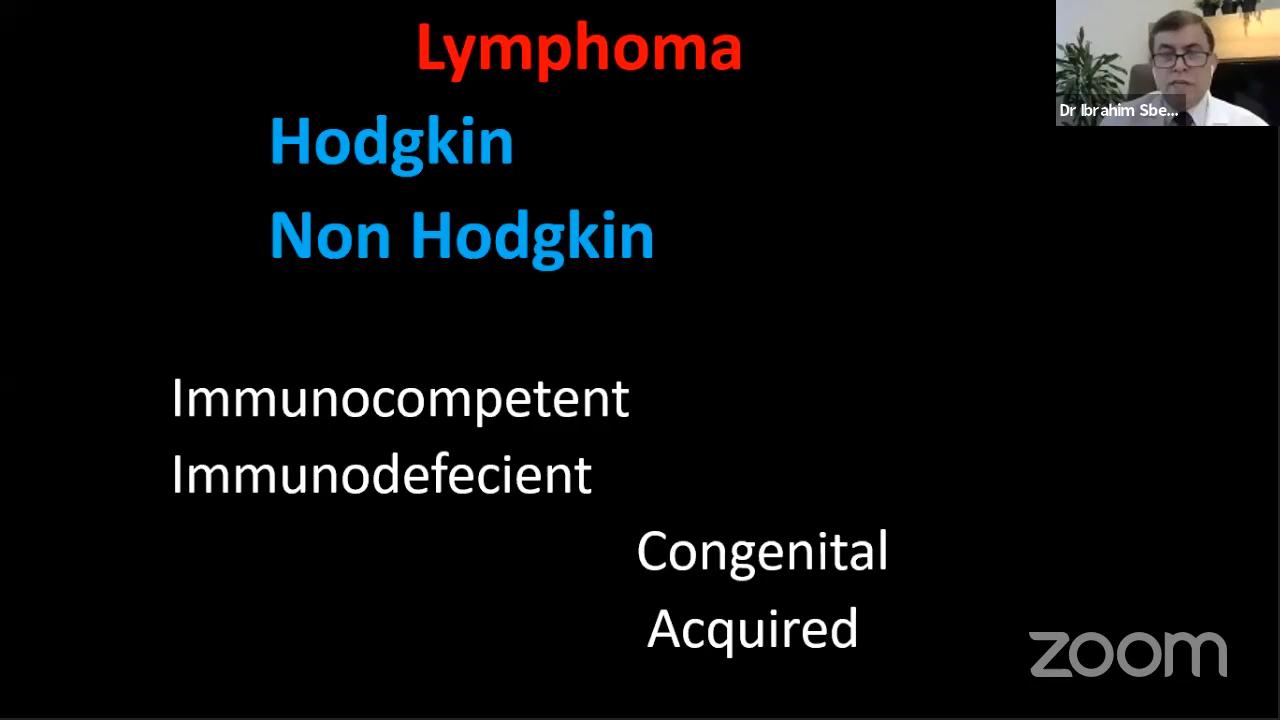 Lymphoma
Hodgkin
Non Hodgkin
Immunocompetent
Immunodefecient
Congenital
Acquired
Dr Ibrahim Sbe...
zoom